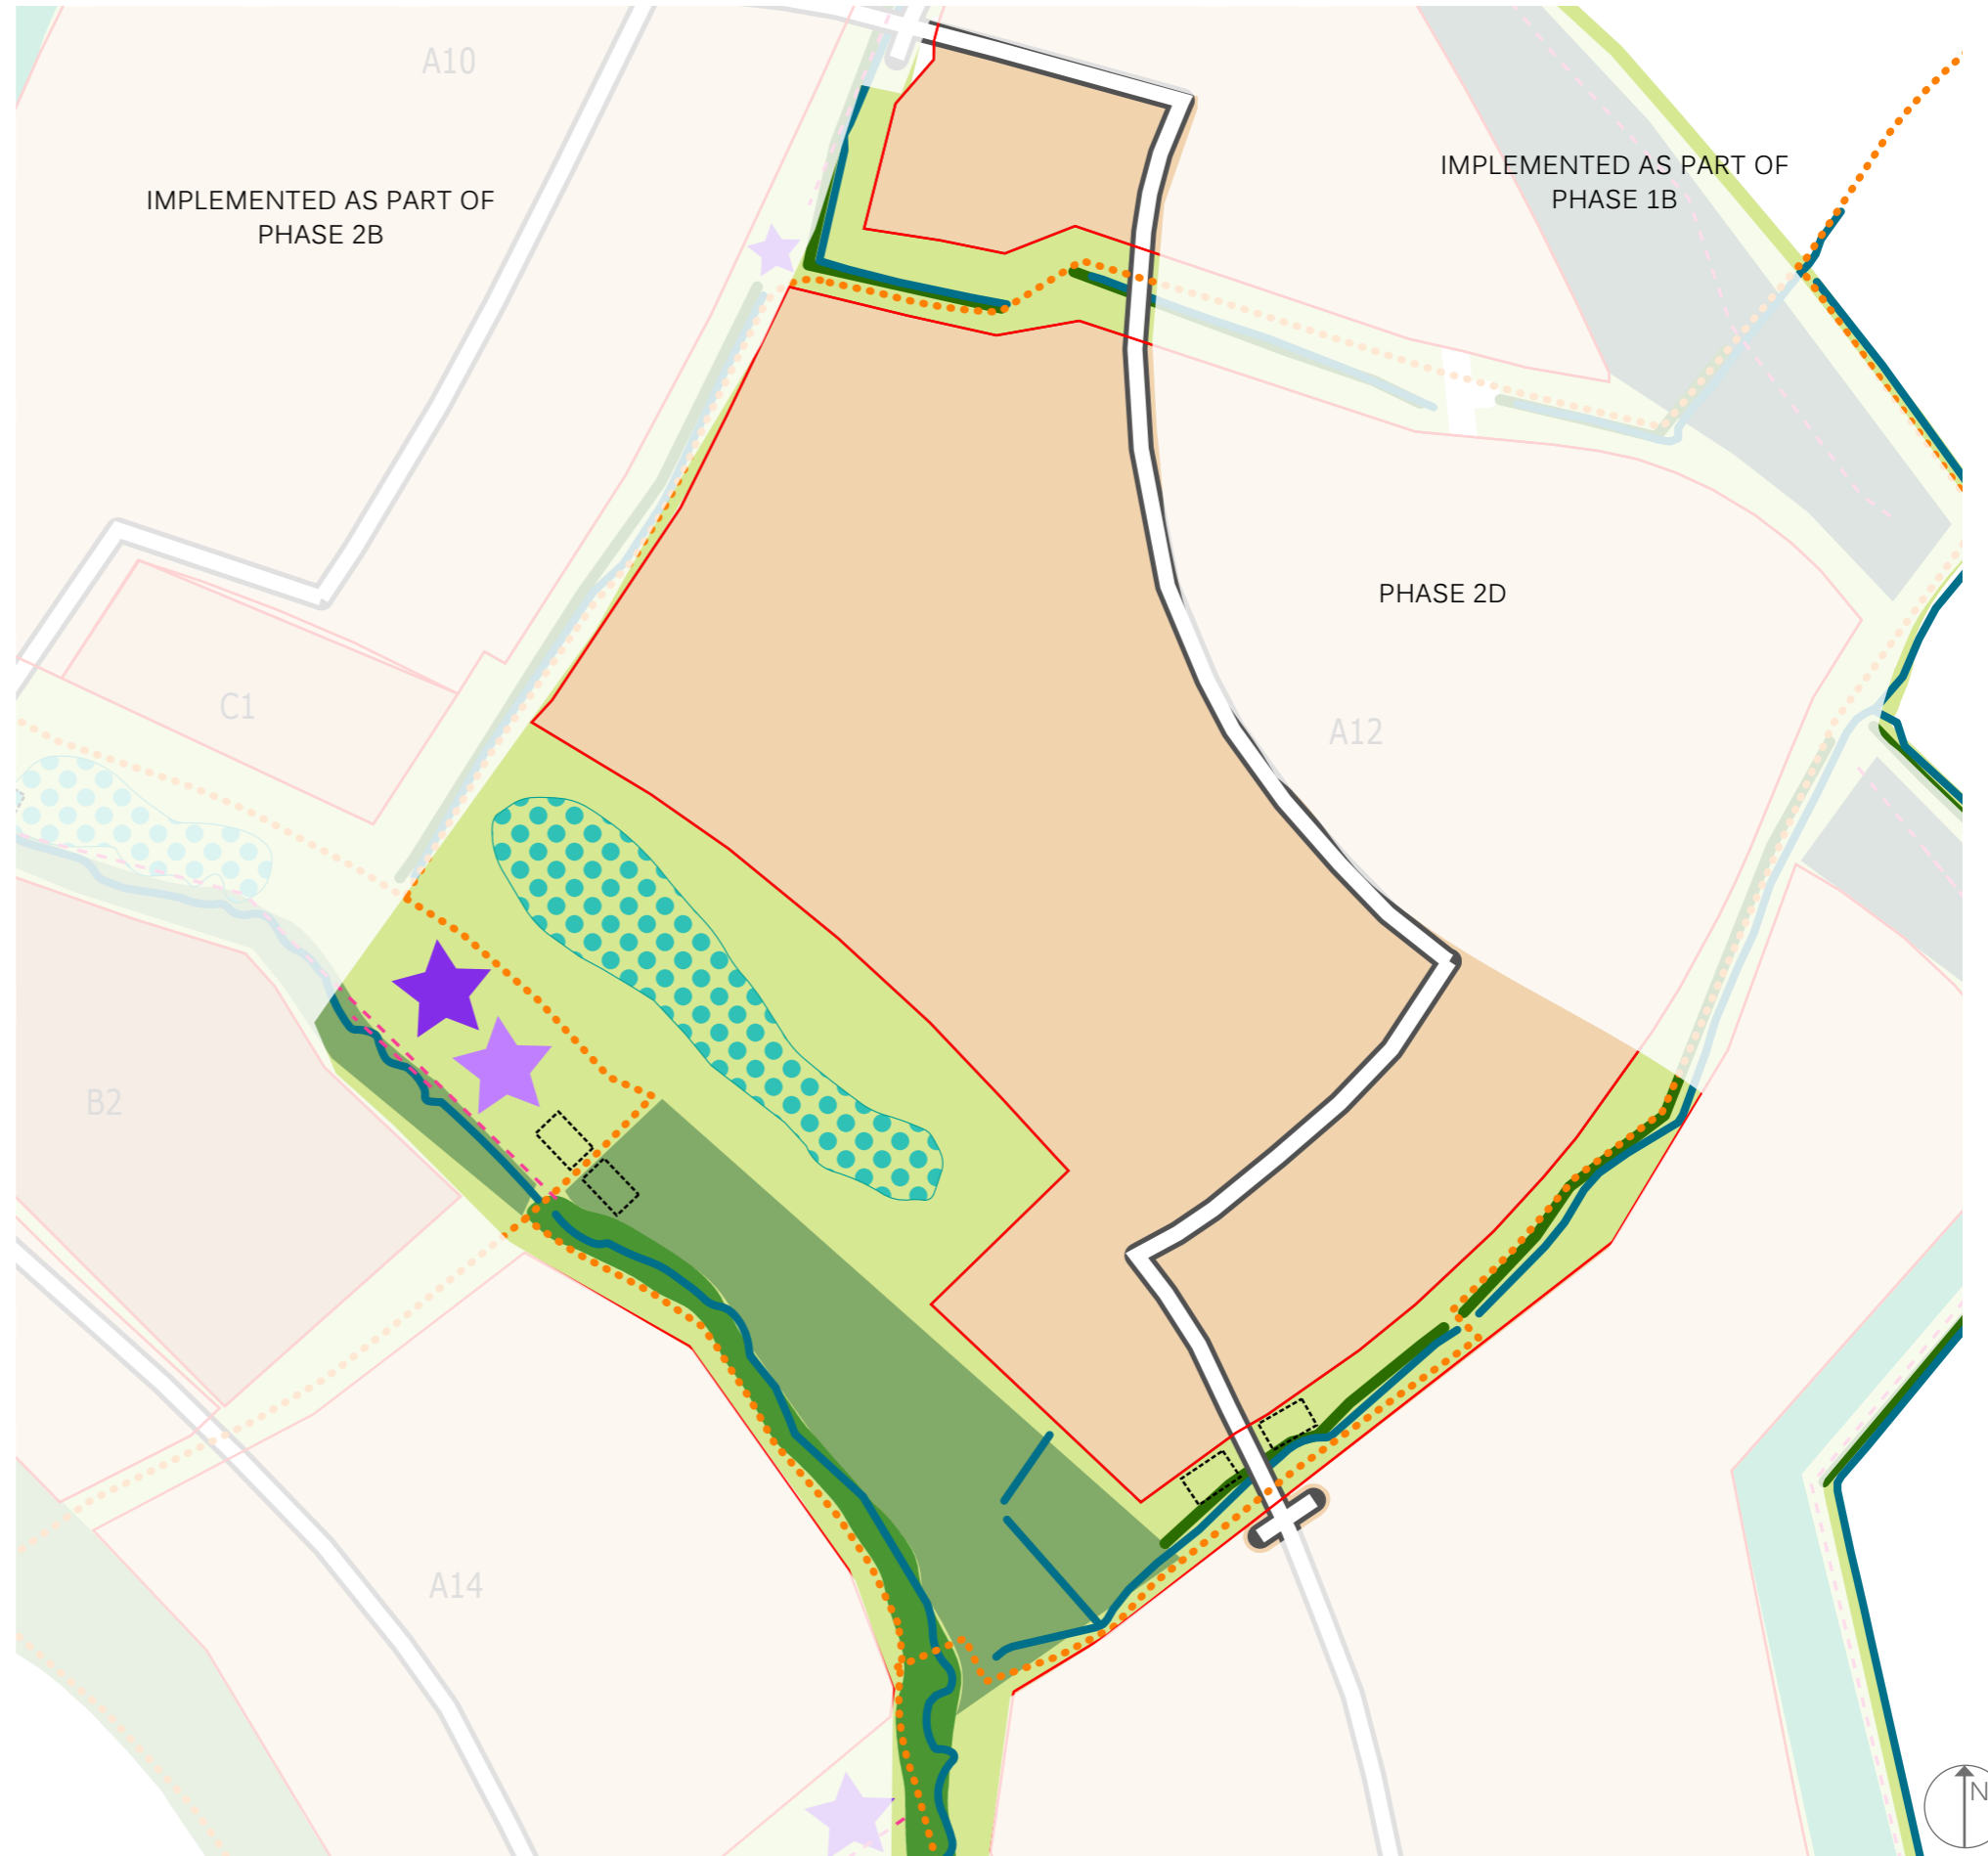 A10
IMPLEMENTED AS PART OF
PHASE 2B
IMPLEMENTED AS PART OF
PHASE 1B
PHASE 2D
C1
A12
B2
A14
N